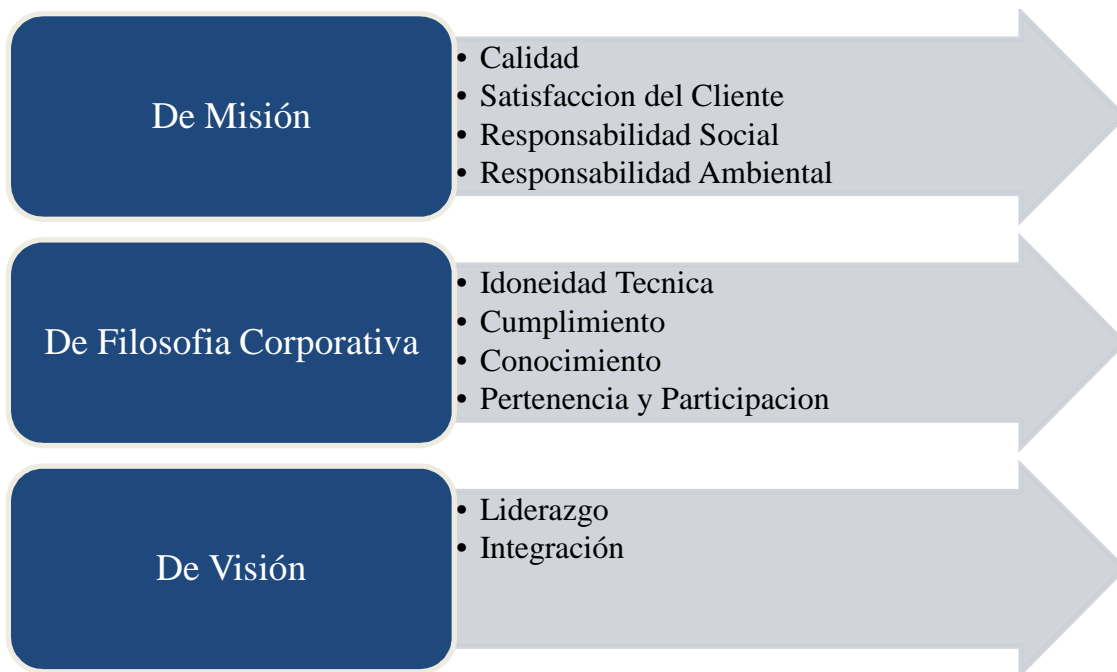 De Misión
• Calidad
• Satisfaccion del Cliente
• Responsabilidad Social
• Responsabilidad Ambiental
De Filosofia Corporativa
• Idoneidad Tecnica
• Cumplimiento
• Conocimiento
• Pertenencia y Participacion
De Visión
• Liderazgo
• Integración